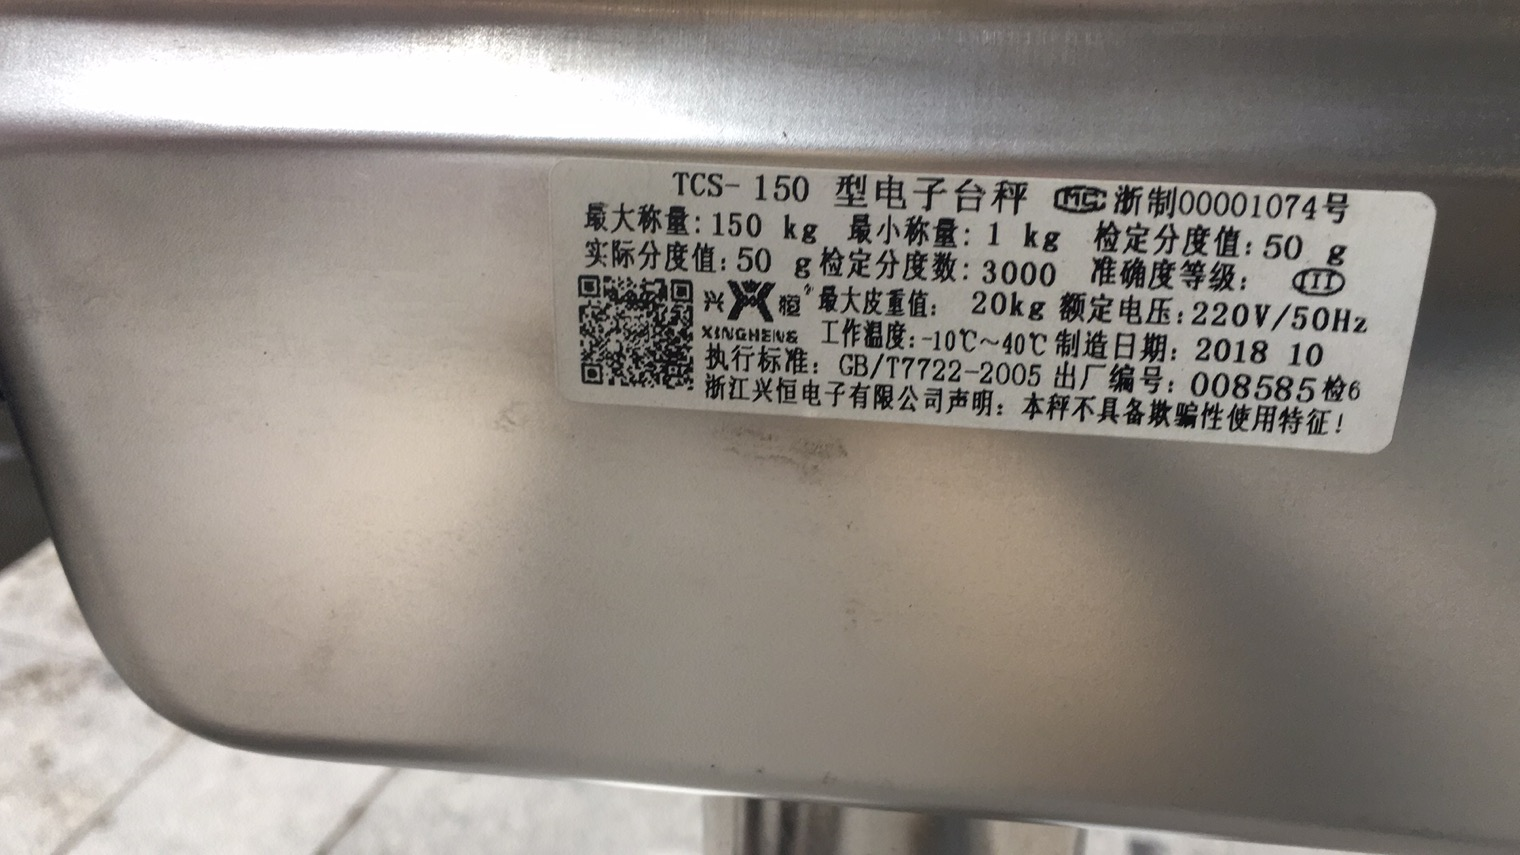 TCS- 150 型电子台秤 MC 浙制00001074号
最大称量: 150 kg 最小称量: 1 kg 检定分度值: 50 g
实际分度值: 50 g 检定分度数: 3000 准确度等级: III
兴恒 最大皮重值: 20kg 额定电压: 220V/50Hz
XINGHENG 工作温度: -10℃~40℃ 制造日期: 2018 10
执行标准: GB/T7722-2005 出厂编号: 008585 检6
浙江兴恒电子有限公司声明: 本秤不具备欺骗性使用特征!